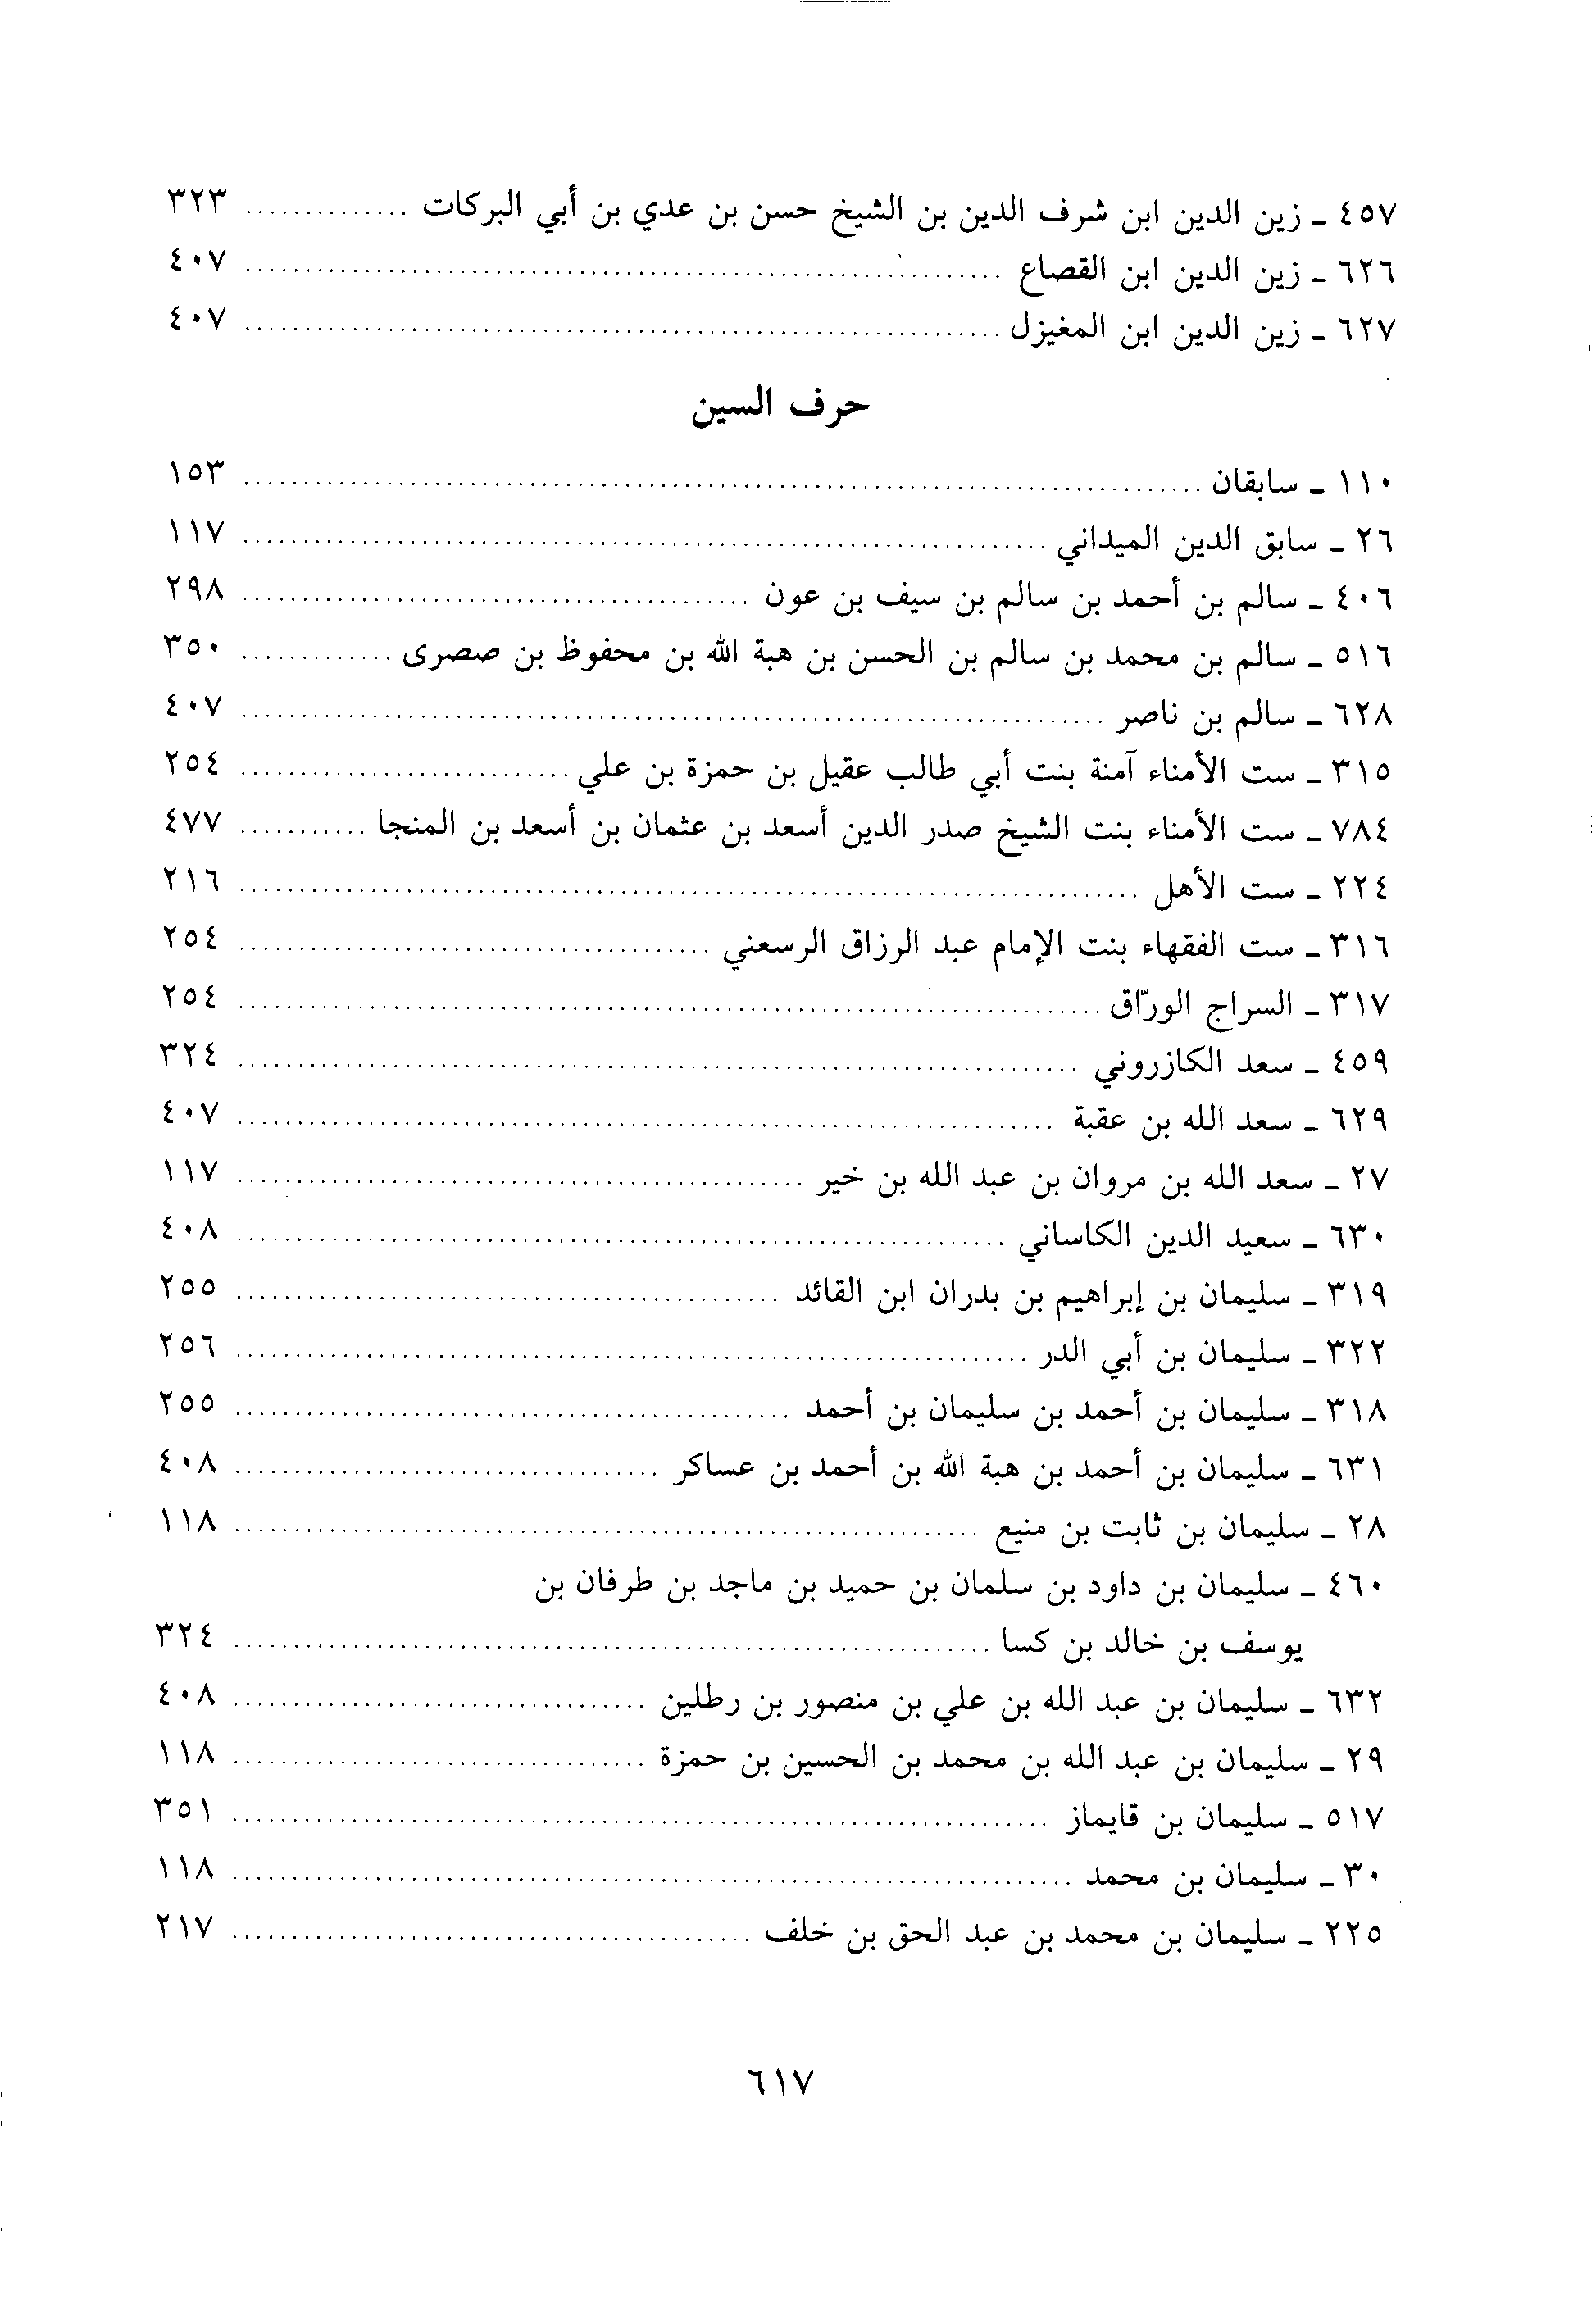 ٤٥٧ ـ زين الدين ابن شرف الدين بن الشيخ حسن بن عدي بن أبي البركات .............. ٣٢٣
٦٢٦ ـ زين الدين ابن القصاع .............. ٤٠٧
٦٢٧ ـ زين الدين ابن المغيزل .............. ٤٠٧
حرف السين
١١٠ ـ سابقان .............. ١٥٣
٢٦ ـ سابق الدين الميداني .............. ١١٧
٤٠٦ ـ سالم بن أحمد بن سالم بن سيف بن عون .............. ٢٩٨
٥١٦ ـ سالم بن محمد بن سالم بن الحسن بن هبة الله بن محفوظ بن صصرى .............. ٣٥٠
٦٢٨ ـ سالم بن ناصر .............. ٤٠٧
٣١٥ ـ ست الأمناء آمنة بنت أبي طالب عقيل بن حمزة بن علي .............. ٢٥٤
٧٨٤ ـ ست الأمناء بنت الشيخ صدر الدين أسعد بن عثمان بن أسعد بن المنجا ........... ٤٧٧
٢٢٤ ـ ست الأهل .............. ٢١٦
٣١٦ ـ ست الفقهاء بنت الإمام عبد الرزاق الرسعني .............. ٢٥٤
٣١٧ ـ السراج الورّاق .............. ٢٥٤
٤٥٩ ـ سعد الكازروني .............. ٣٢٤
٦٢٩ ـ سعد الله بن عقبة .............. ٤٠٧
٢٧ ـ سعد الله بن مروان بن عبد الله بن خير .............. ١١٧
٦٣٠ ـ سعيد الدين الكاساني .............. ٤٠٨
٣١٩ ـ سليمان بن إبراهيم بن بدران ابن القائد .............. ٢٥٥
٣٢٢ ـ سليمان بن أبي الدر .............. ٢٥٦
٣١٨ ـ سليمان بن أحمد بن سليمان بن أحمد .............. ٢٥٥
٦٣١ ـ سليمان بن أحمد بن هبة الله بن أحمد بن عساكر .............. ٤٠٨
٢٨ ـ سليمان بن ثابت بن منيع .............. ١١٨
٤٦٠ ـ سليمان بن داود بن سلمان بن حميد بن ماجد بن طرفان بن
يوسف بن خالد بن كسا .............. ٣٢٤
٦٣٢ ـ سليمان بن عبد الله بن علي بن منصور بن رطلين .............. ٤٠٨
٢٩ ـ سليمان بن عبد الله بن محمد بن الحسين بن حمزة .............. ١١٨
٥١٧ ـ سليمان بن قايماز .............. ٣٥١
٣٠ ـ سليمان بن محمد .............. ١١٨
٢٢٥ ـ سليمان بن محمد بن عبد الحق بن خلف .............. ٢١٧
٦١٧